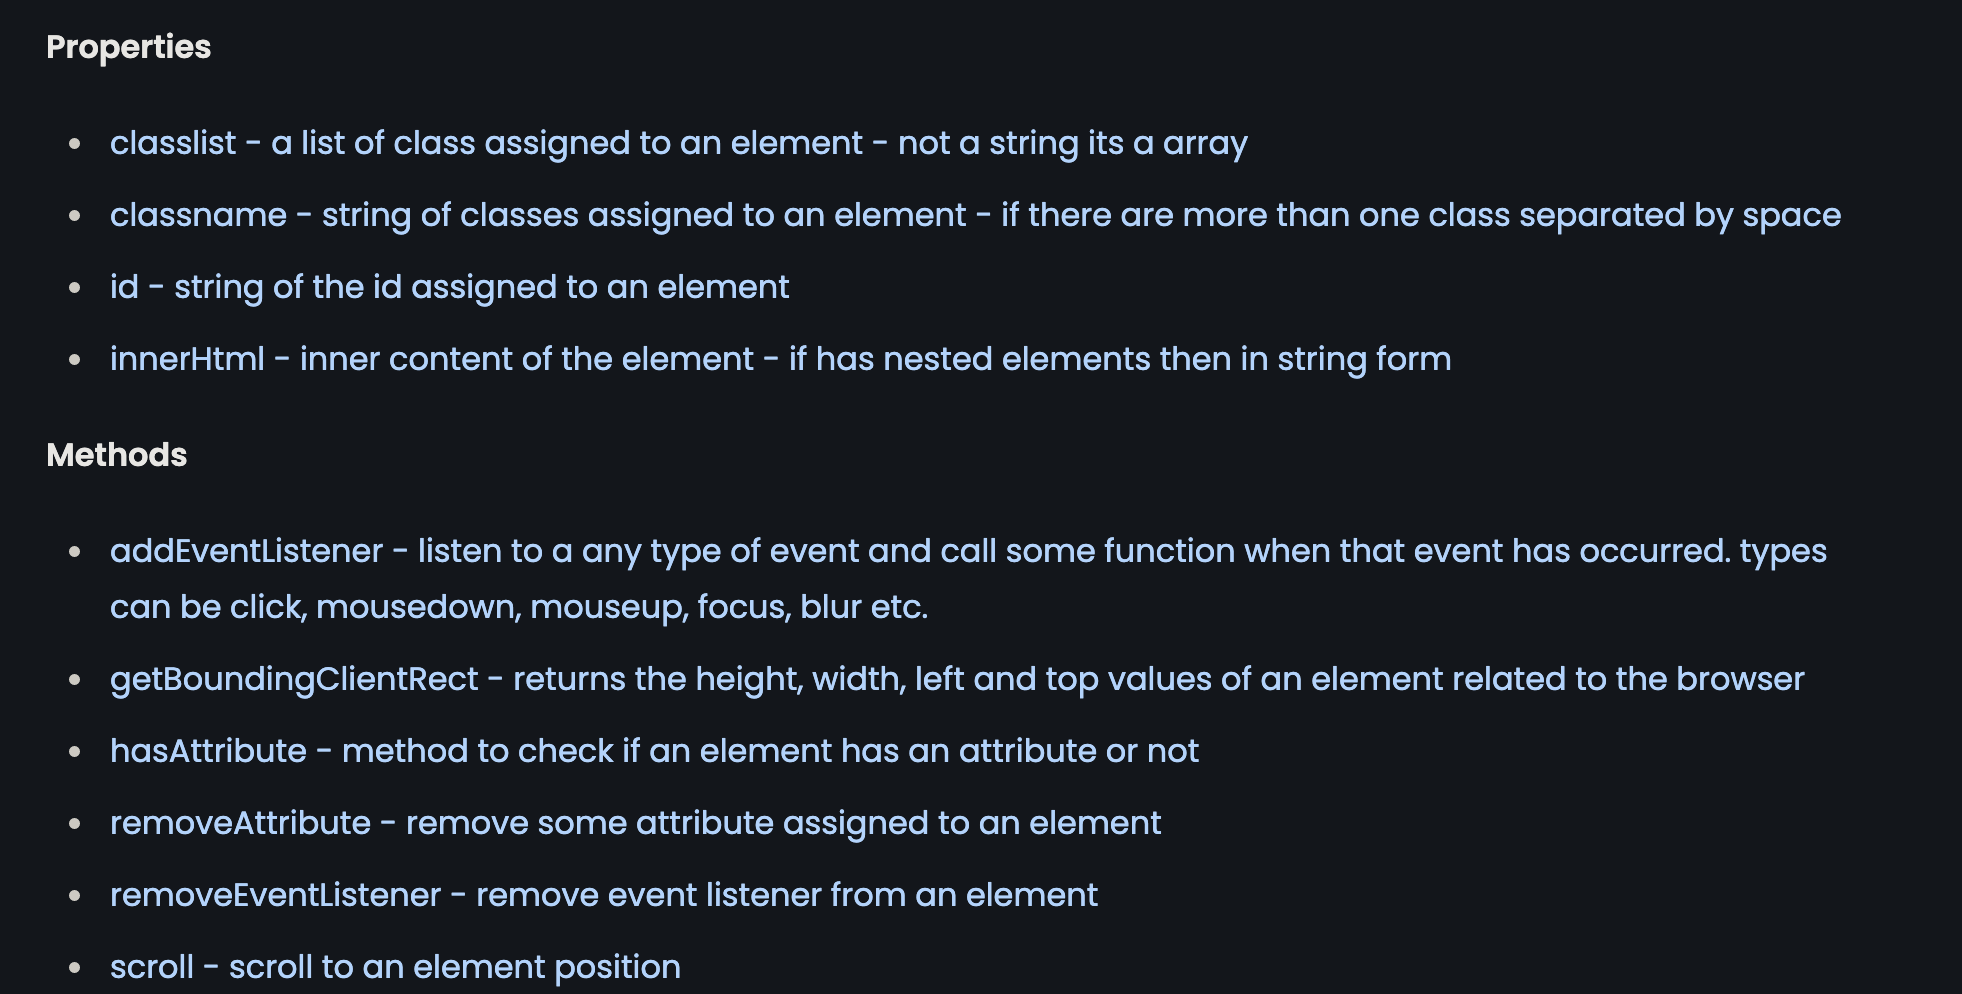 Properties
• classlist - a list of class assigned to an element - not a string its a array
• classname - string of classes assigned to an element - if there are more than one class separated by space
• id - string of the id assigned to an element
• innerHtml - inner content of the element - if has nested elements then in string form
Methods
• addEventListener - listen to a any type of event and call some function when that event has occurred. types
can be click, mousedown, mouseup, focus, blur etc.
• getBoundingClientRect - returns the height, width, left and top values of an element related to the browser
• hasAttribute - method to check if an element has an attribute or not
• removeAttribute - remove some attribute assigned to an element
• removeEventListener - remove event listener from an element
• scroll - scroll to an element position